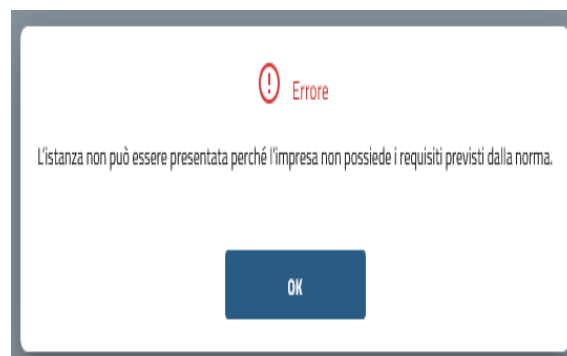 Errore
L'istanza non può essere presentata perché l'impresa non possiede i requisiti previsti dalla norma.
OK